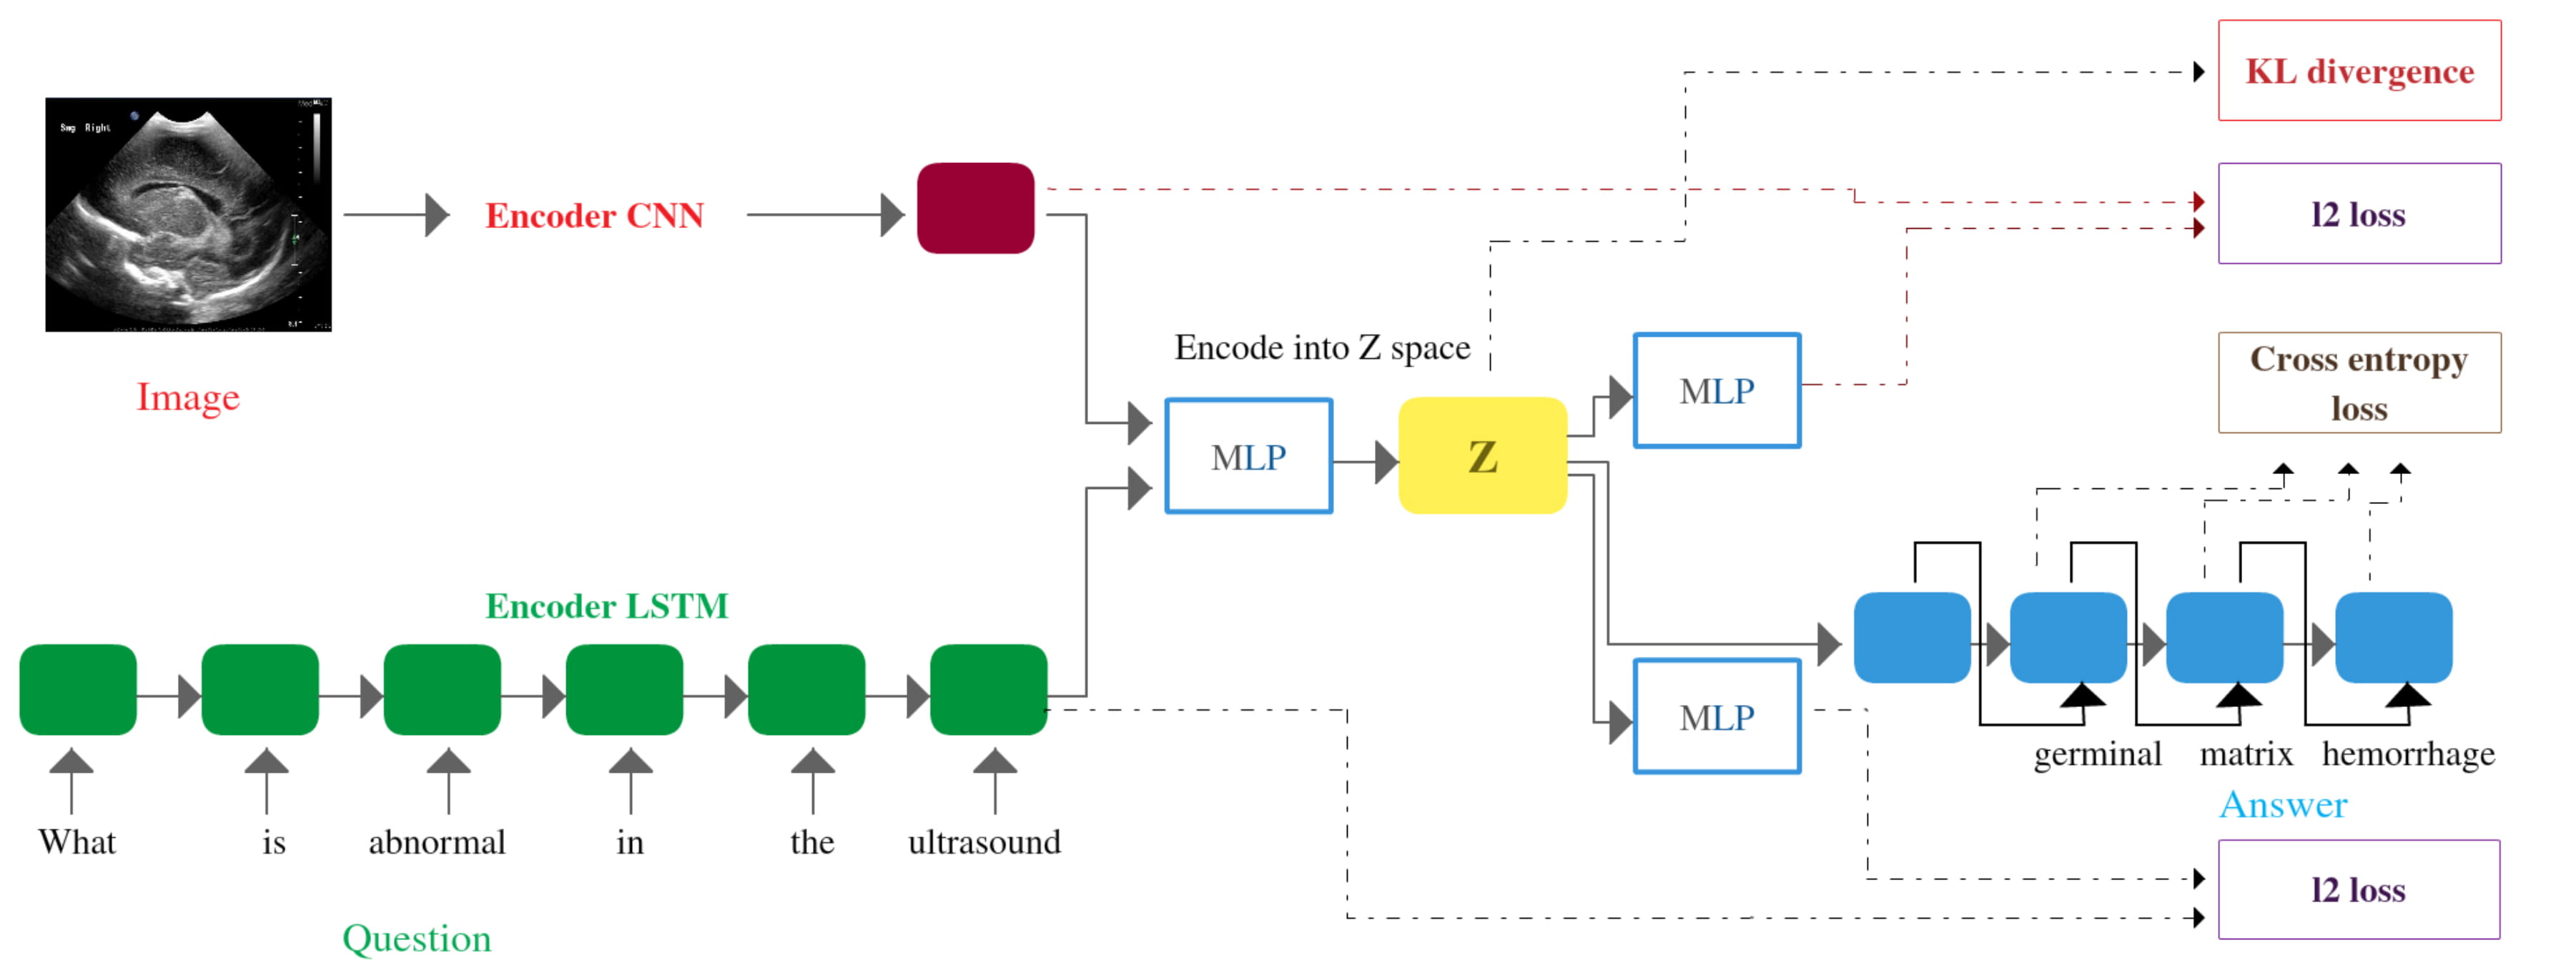 KL divergence
Smg Right
Encoder CNN
l2 loss
Image
Encode into Z space
MLP
Cross entropy
loss
MLP
Z
Encoder LSTM
MLP
germinal matrix hemorrhage
Answer
What is abnormal in the ultrasound
l2 loss
Question